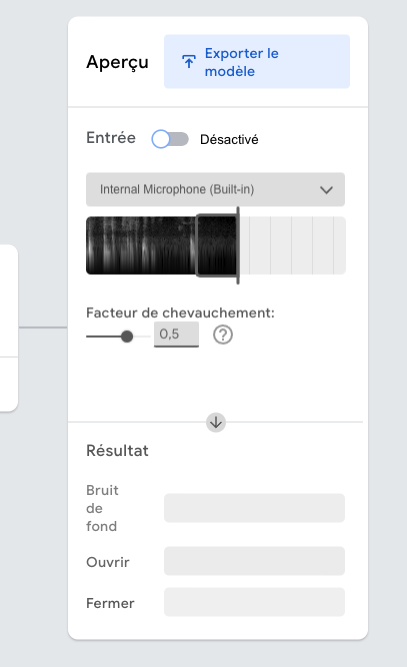 Aperçu
Exporter le
modèle
Entrée
Désactivé
Internal Microphone (Built-in)
Facteur de chevauchement:
0,5
?
Résultat
Bruit
de
fond
Ouvrir
Fermer